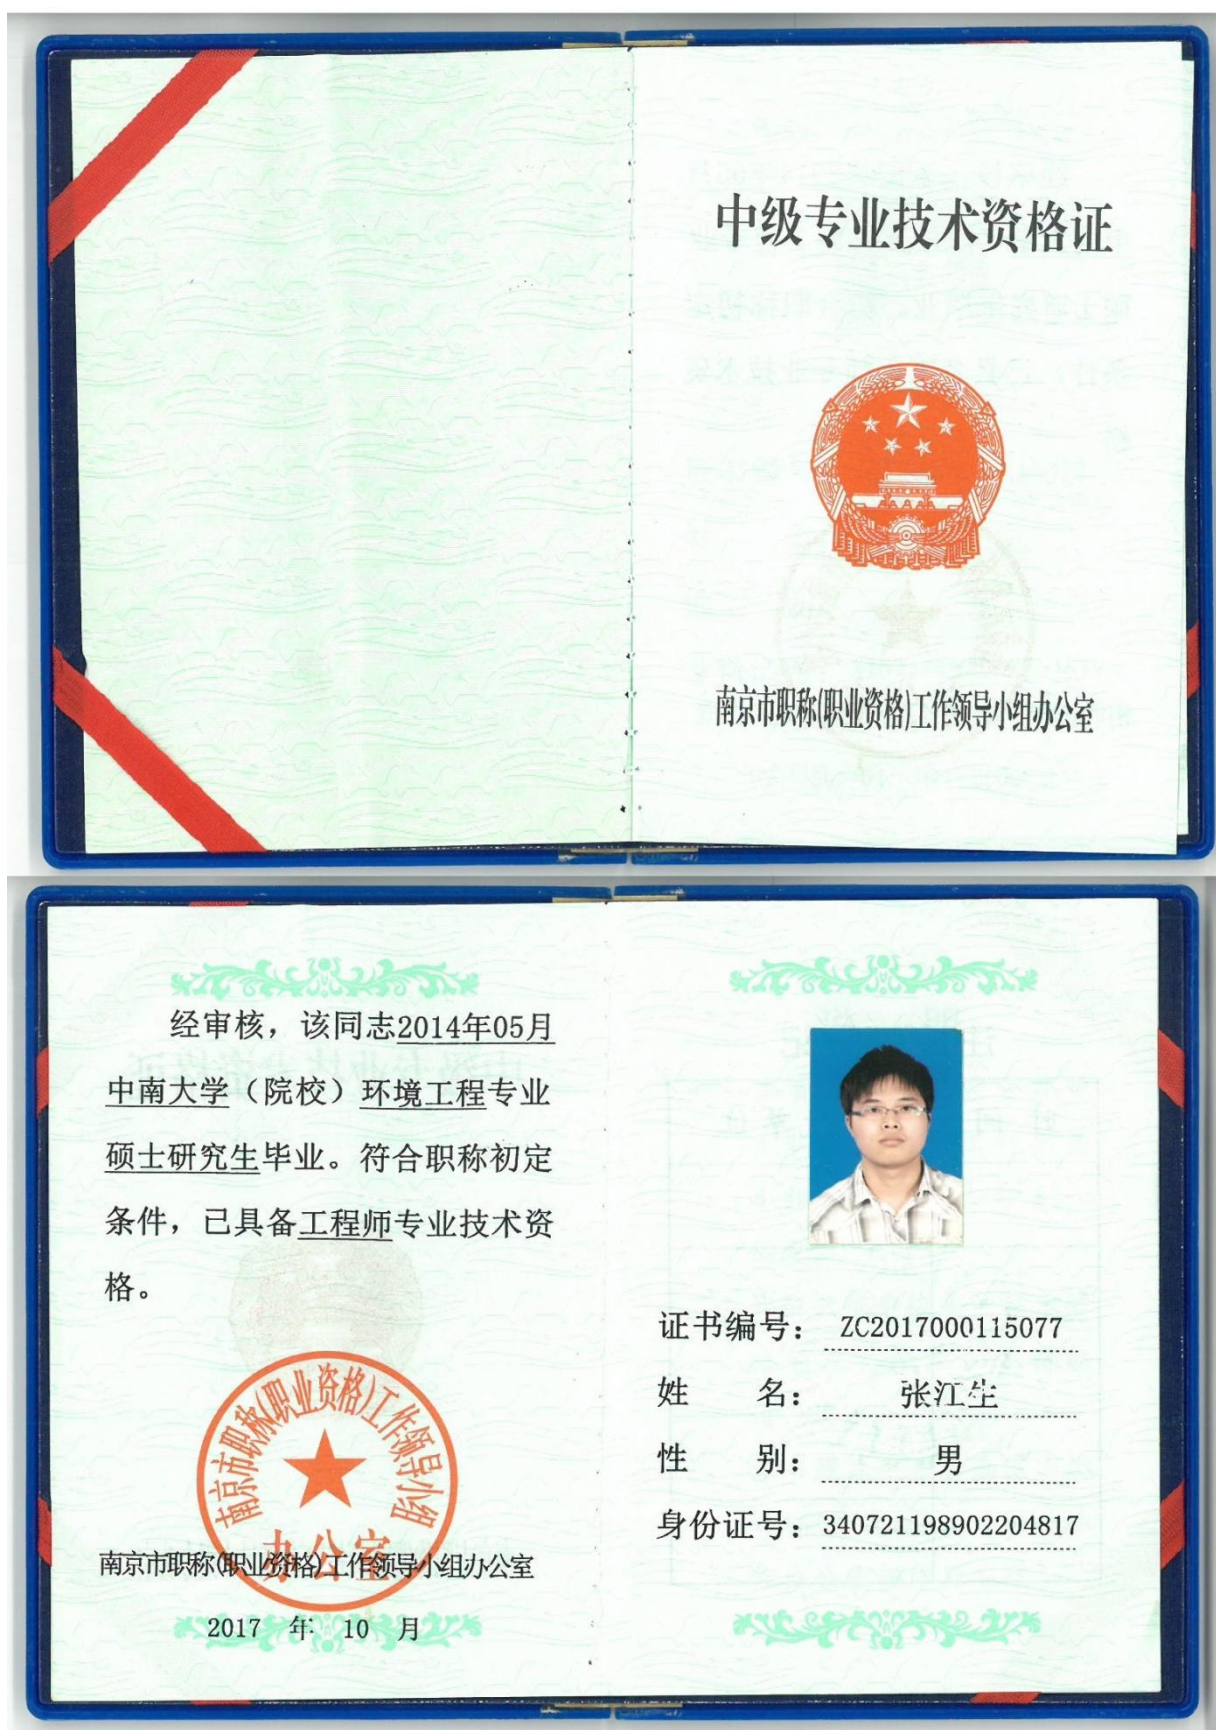 中级专业技术资格证
南京市职称(职业资格)工作领导小组办公室
经审核，该同志2014年05月
中南大学（院校）环境工程专业
硕士研究生毕业。符合职称初定
条件，已具备工程师专业技术资
格。
南京市职称(职业资格)工作领导小组
办公室
南京市职称(职业资格)工作领导小组办公室
2017 年 10 月
证书编号： ZC2017000115077
姓 名： 张江生
性 别： 男
身份证号： 340721198902204817